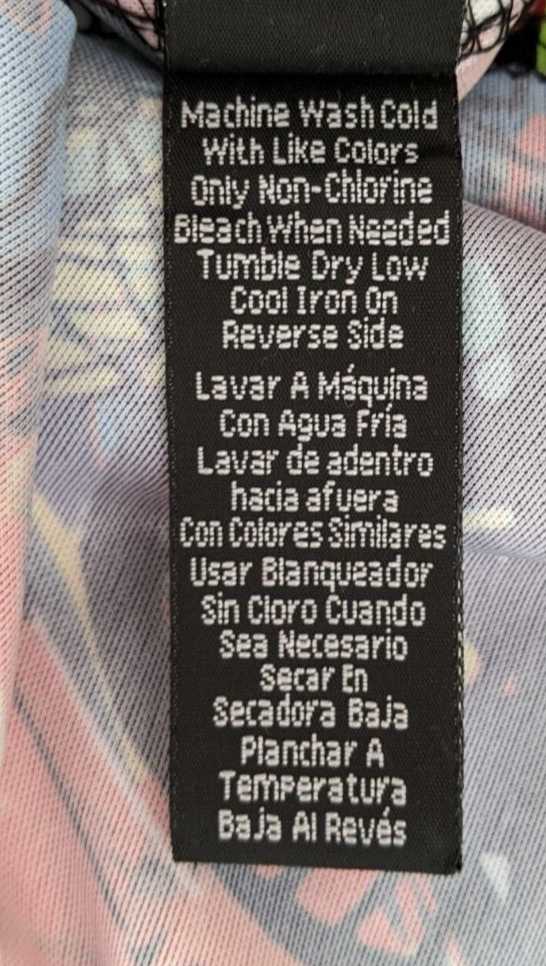 Machine Wash Cold
With Like Colors
Only Non-Chlorine
Bleach When Needed
Tumble Dry Low
Cool Iron On
Reverse Side
Lavar A Máquina
Con Agua Fría
Lavar de adentro
hacia afuera
Con Colores Similares
Usar Blanqueador
Sin Cloro Cuando
Sea Necesario
Secar En
Secadora Baja
Planchar A
Temperatura
Baja Al Revés